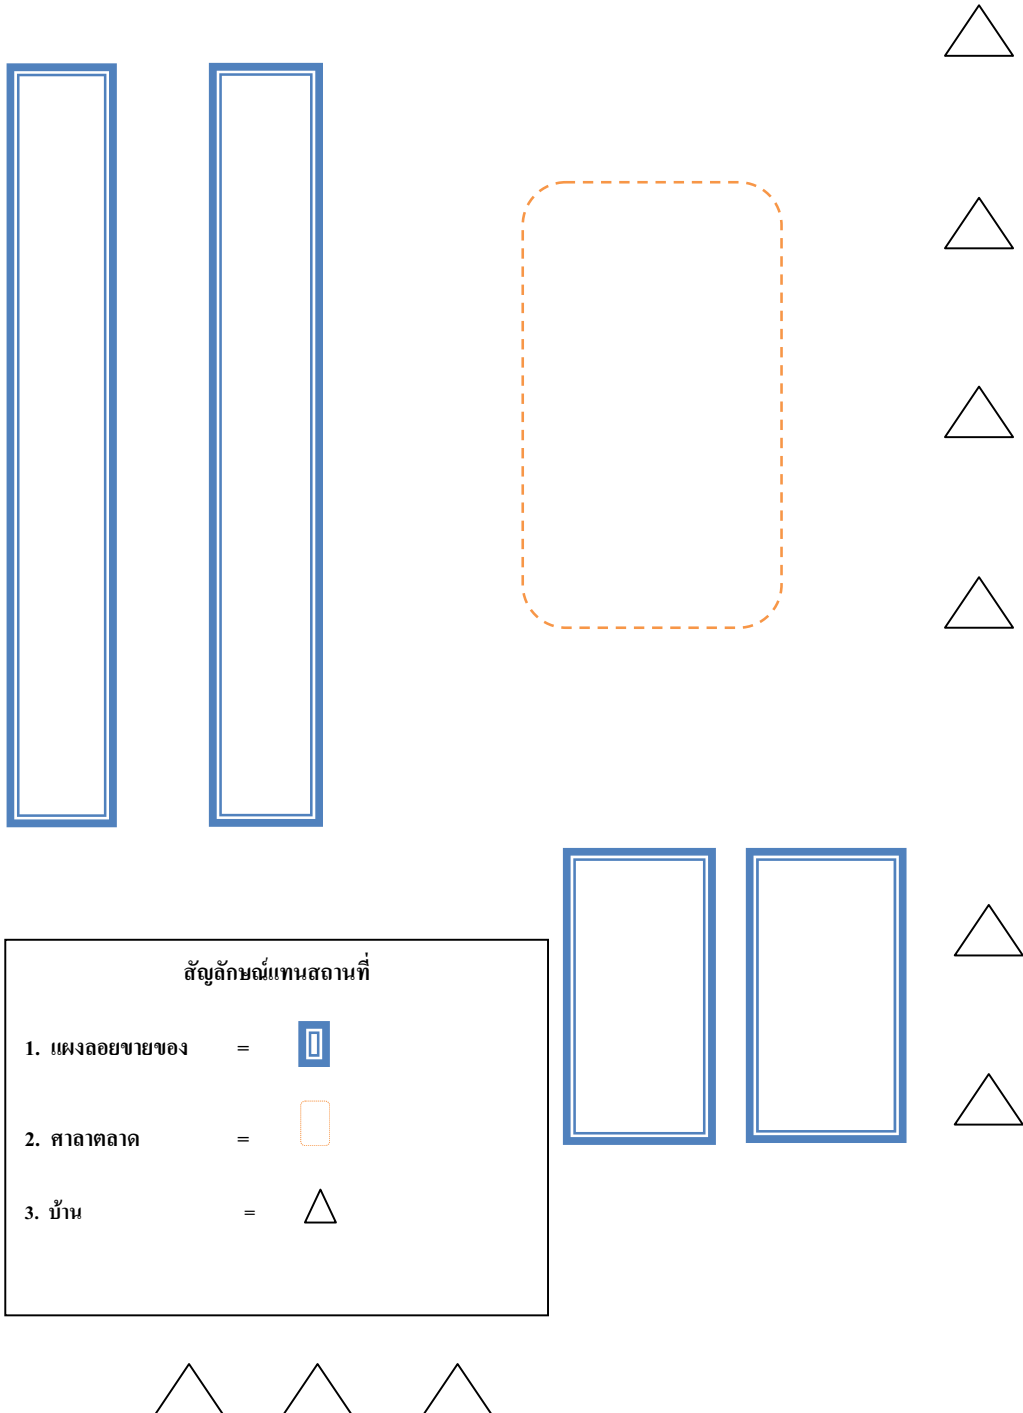 สัญลักษณ์แทนสถานที่
1. แผงลอยขายของ =
2. ศาลาตลาด =
3. บ้าน =